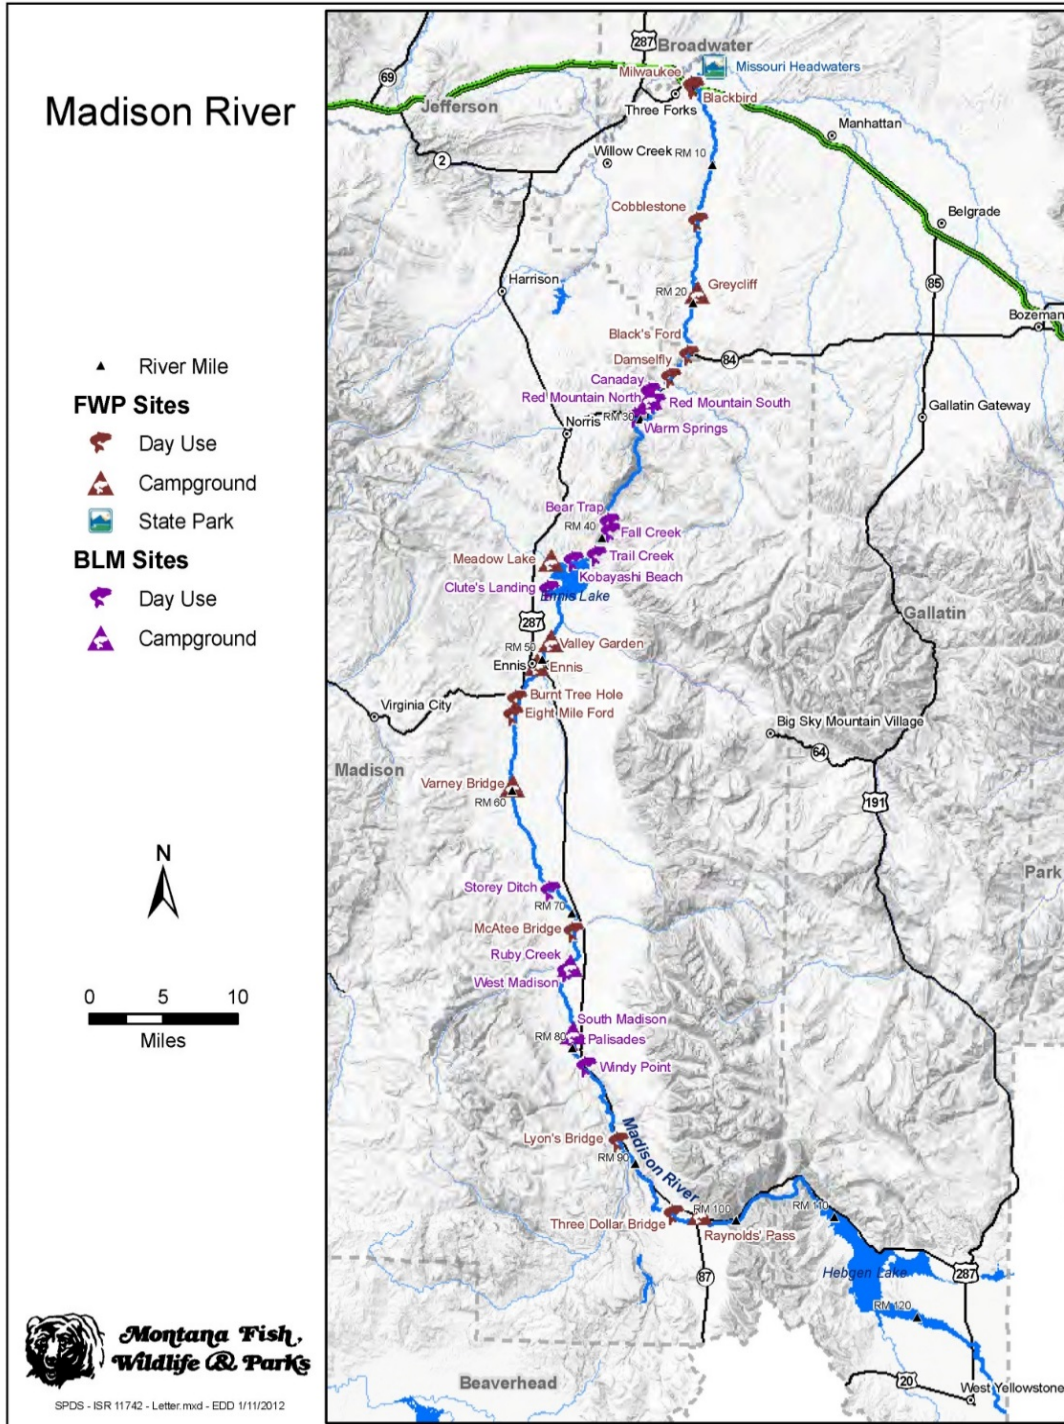 Madison River
River Mile
FWP Sites
Day Use
Campground
State Park
BLM Sites
Day Use
Campground
N
0 5 10
Miles
Montana Fish,
Wildlife & Parks
SPDS - ISR 11742 - Letter.mxd - EDD 1/11/2012
287
Broadwater
69
Milwaukee
Missouri Headwaters
Blackbird
Jefferson
Three Forks
Manhattan
2
Willow Creek
RM 10
Cobblestone
Belgrade
Harrison
RM 20
Greycliff
85
Bozeman
Black's Ford
Damselfly
84
Canaday
Red Mountain North
Red Mountain South
RM 30
Norris
Warm Springs
Gallatin Gateway
Bear Trap
RM 40
Fall Creek
Meadow Lake
Trail Creek
Kobayashi Beach
Clute's Landing
Ennis Lake
287
Gallatin
RM 50
Valley Garden
Ennis
Ennis
Burnt Tree Hole
Virginia City
Eight Mile Ford
Big Sky Mountain Village
64
Madison
Varney Bridge
RM 60
191
Park
Storey Ditch
RM 70
McAtee Bridge
Ruby Creek
West Madison
South Madison
RM 80
Palisades
Windy Point
Lyon's Bridge
Madison River
RM 90
RM 100
RM 110
Three Dollar Bridge
Raynolds' Pass
87
Hebgen Lake
287
RM 120
Beaverhead
20
West Yellowstone